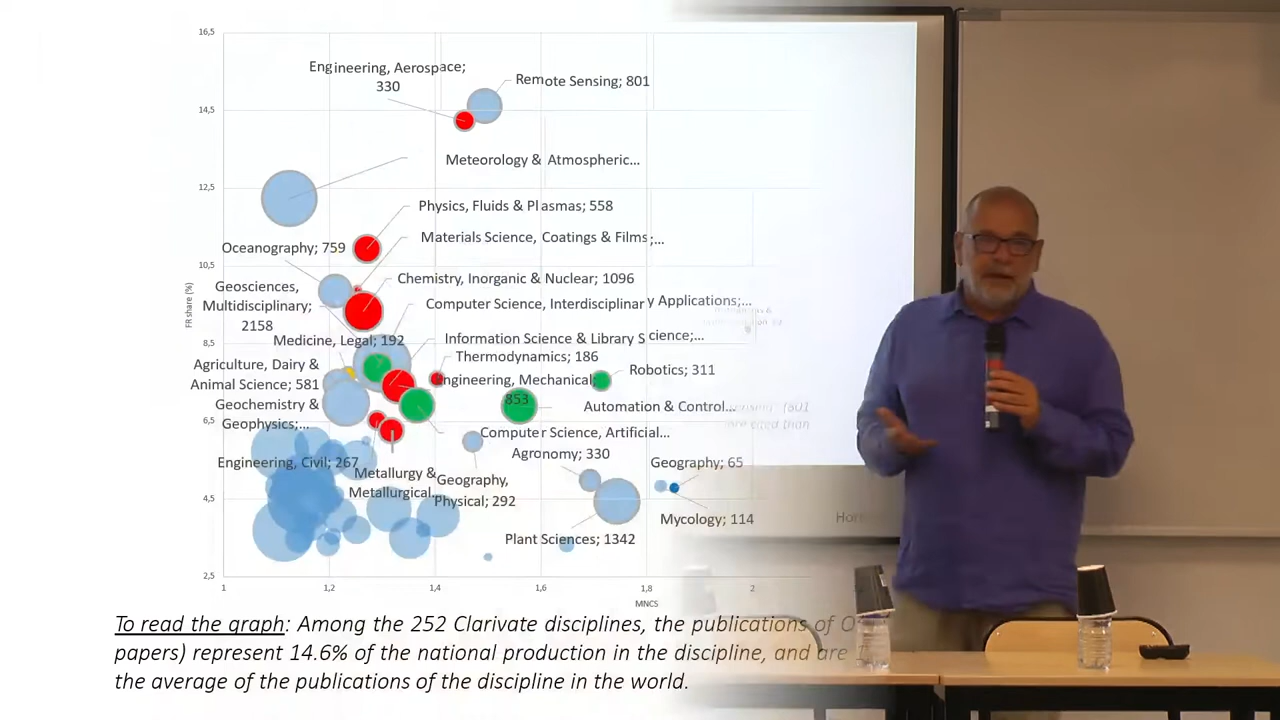 16,5
14,5
12,5
10,5
8,5
6,5
4,5
2,5
FR share (%)
1
1,2
1,4
1,6
1,8
2
MNCS
Engineering, Aerospace;
330
Remote Sensing; 801
Meteorology & Atmospheric...
Physics, Fluids & Plasmas; 558
Materials Science, Coatings & Films;...
Oceanography; 759
Chemistry, Inorganic & Nuclear; 1096
Geosciences,
Multidisciplinary;
2158
Computer Science, Interdisciplinary Applications;...
Medicine, Legal; 192
Information Science & Library Science;...
Thermodynamics; 186
Agriculture, Dairy &
Animal Science; 581
Engineering, Mechanical;
853
Robotics; 311
Geochemistry &
Geophysics;...
Automation & Control...
Computer Science, Artificial...
Agronomy; 330
Engineering, Civil; 267
Metallurgy &
Metallurgical...
Geography,
Physical; 292
Geography; 65
Mycology; 114
Plant Sciences; 1342
To read the graph: Among the 252 Clarivate disciplines, the publications of
papers) represent 14.6% of the national production in the discipline, and are
the average of the publications of the discipline in the world.
(801
are cited than